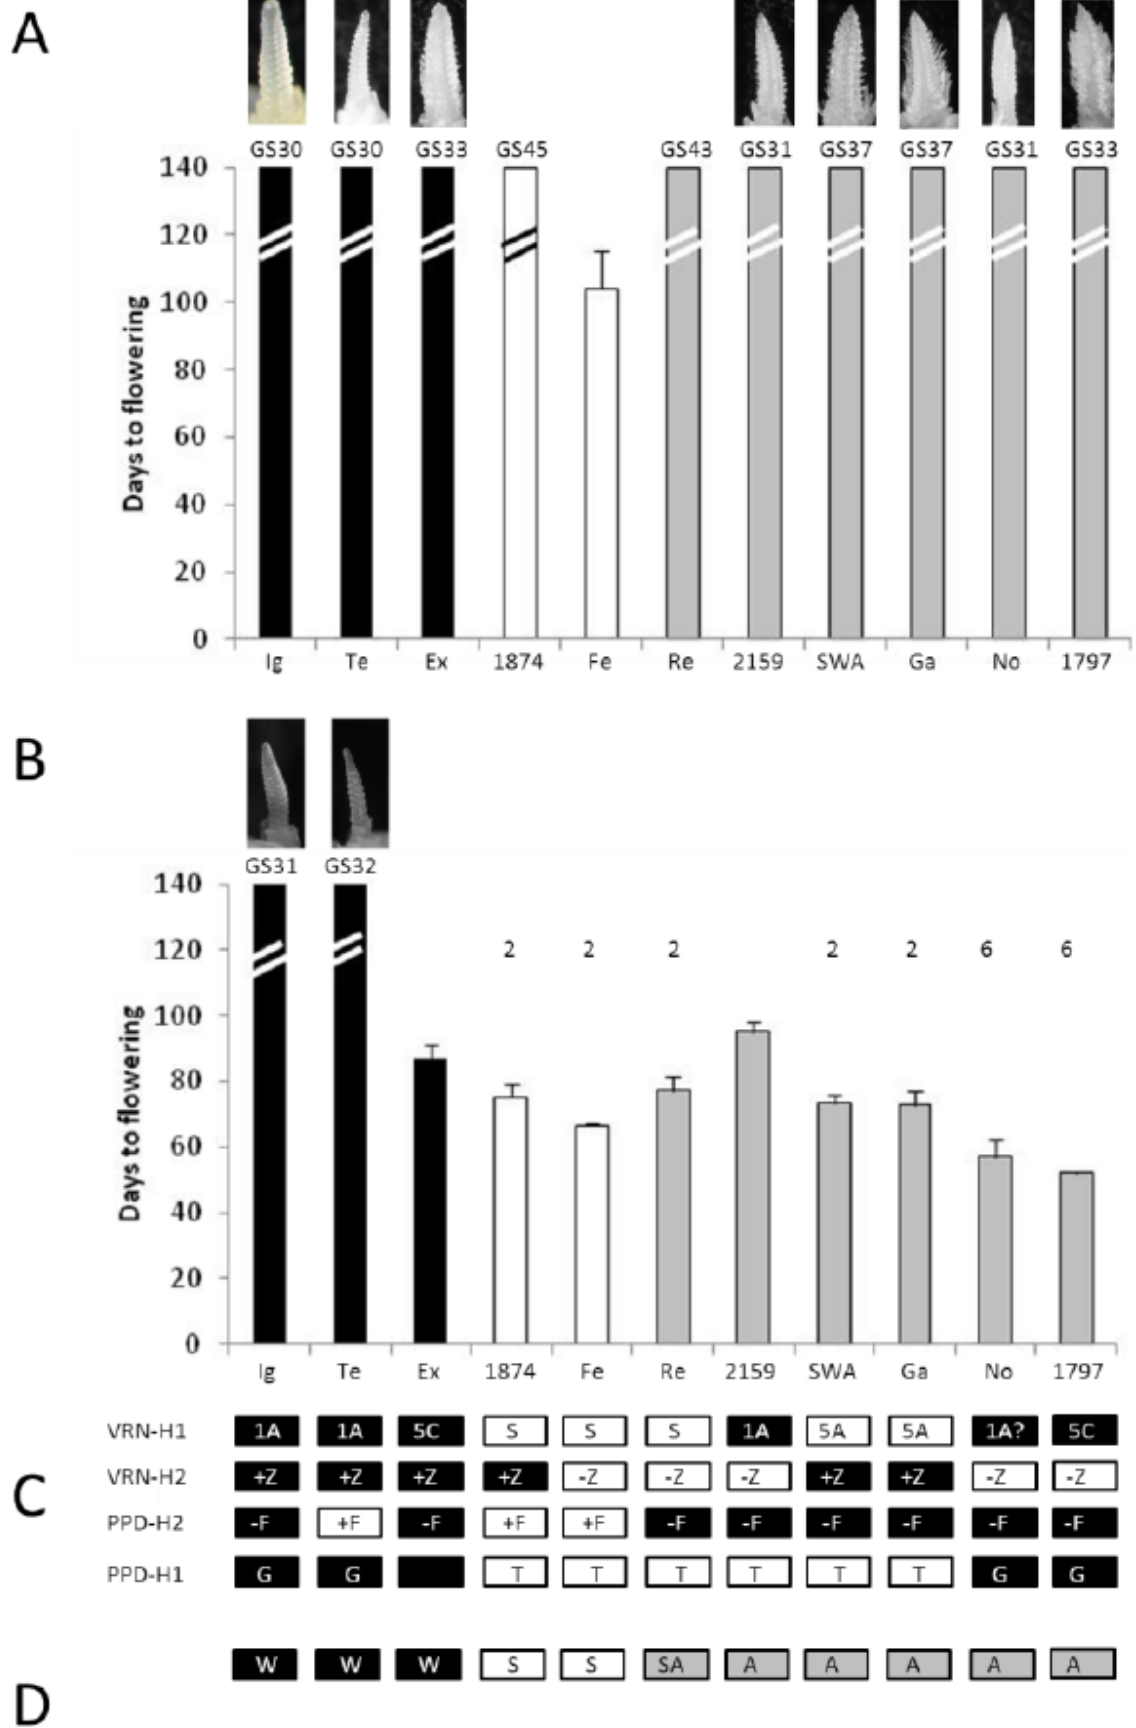 A
GS30 GS30 GS33 GS45 GS43 GS31 GS37 GS37 GS31 GS33
140
120
100
80
60
40
20
0
Days to flowering
Ig Te Ex 1874 Fe Re 2159 SWA Ga No 1797
B
GS31 GS32
140
120 2 2 2 2 2 6 6
100
80
60
40
20
0
Days to flowering
Ig Te Ex 1874 Fe Re 2159 SWA Ga No 1797
VRN-H1 1A 1A 5C S S S 1A 5A 5A 1A? 5C
VRN-H2 +Z +Z +Z +Z -Z -Z -Z +Z +Z -Z -Z
C
PPD-H2 -F +F -F +F +F -F -F -F -F -F -F
PPD-H1 G G T T T T T T G G
W W W S S SA A A A A A
D